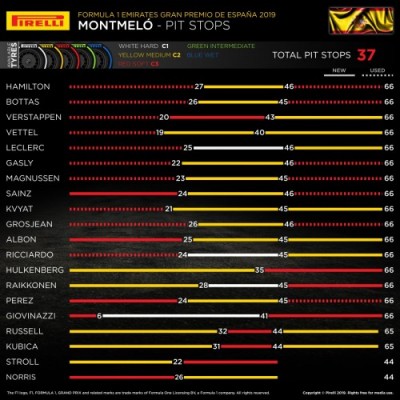 PIRELLI FORMULA 1 EMIRATES GRAN PREMIO DE ESPAÑA 2019
MONTMELÓ - PIT STOPS
TYRES WHITE HARD C1 GREEN INTERMEDIATE
YELLOW MEDIUM C2 BLUE WET
RED SOFT C3
TOTAL PIT STOPS 37
NEW USED
HAMILTON 27 46 66
BOTTAS 26 45 66
VERSTAPPEN 20 43 66
VETTEL 19 40 66
LECLERC 25 46 66
GASLY 22 46 66
MAGNUSSEN 23 45 66
SAINZ 24 46 66
KVYAT 21 45 66
GROSJEAN 26 46 66
ALBON 25 45 66
RICCIARDO 24 45 66
HULKENBERG 35 66
RAIKKONEN 28 45 66
PEREZ 24 45 66
GIOVINAZZI 6 41 66
RUSSELL 32 44 65
KUBICA 31 44 65
STROLL 22 44
NORRIS 26 44
The F1 logo, F1, FORMULA 1, GRAND PRIX and related marks are trade marks of Formula One Licensing BV, a Formula 1 company. All rights reserved. Copyright © Pirelli 2019. Rights free for media use.